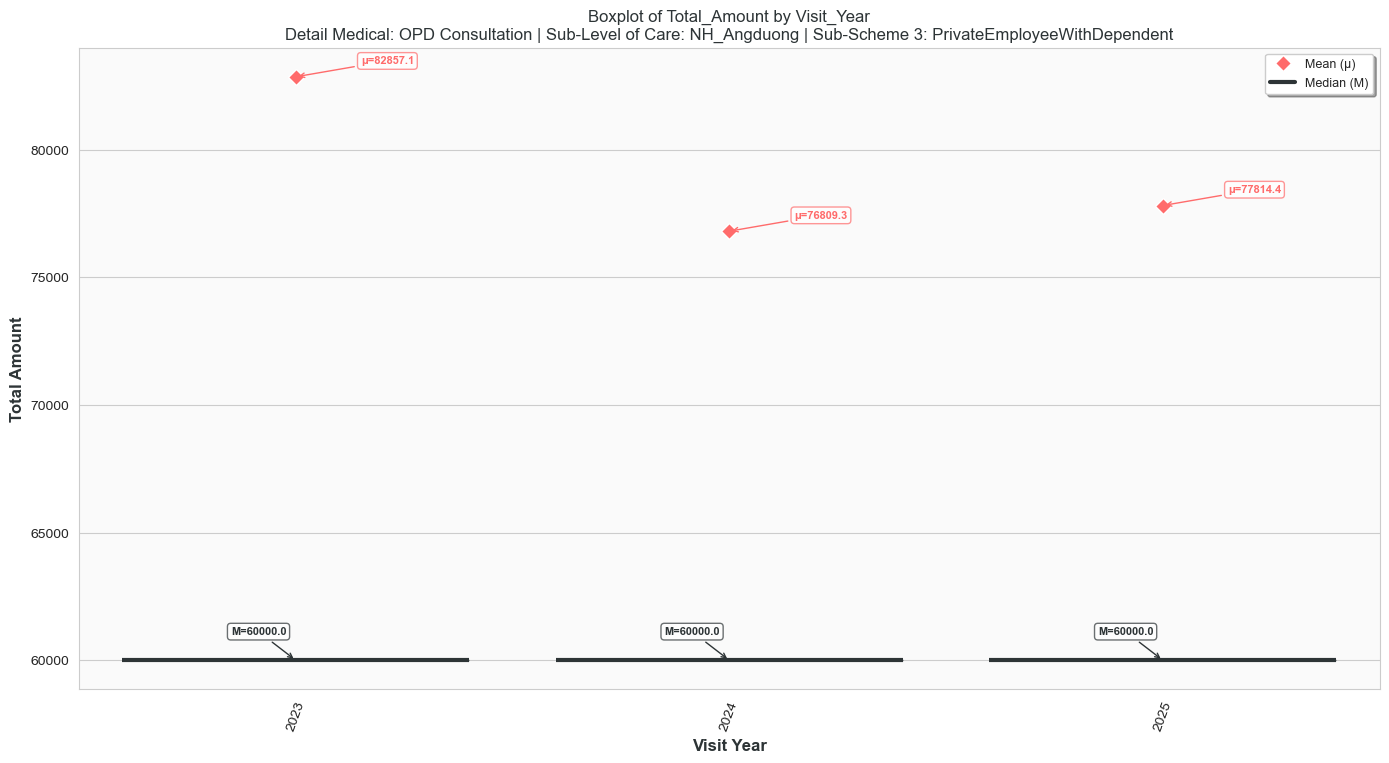 Boxplot of Total_Amount by Visit_Year
Detail Medical: OPD Consultation | Sub-Level of Care: NH_Angduong | Sub-Scheme 3: PrivateEmployeeWithDependent
Mean (μ)
Median (M)
μ=82857.1
μ=76809.3
μ=77814.4
80000
75000
70000
65000
60000
Total Amount
M=60000.0
M=60000.0
M=60000.0
2023
2024
2025
Visit Year